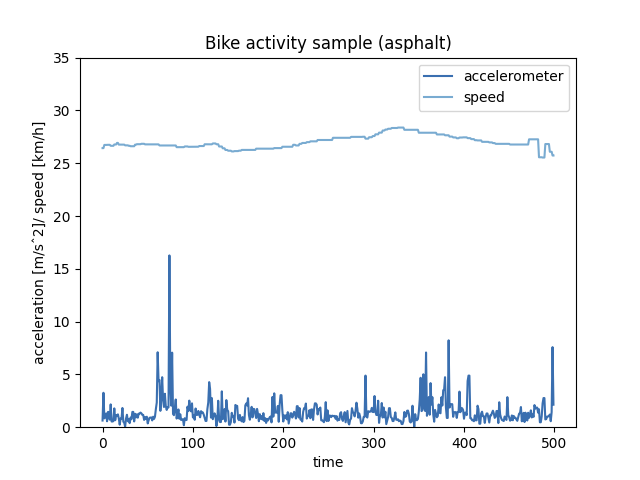 Bike activity sample (asphalt)
accelerometer
speed
acceleration [m/sˆ2]/ speed [km/h]
35
30
25
20
15
10
5
0
0 100 200 300 400 500
time